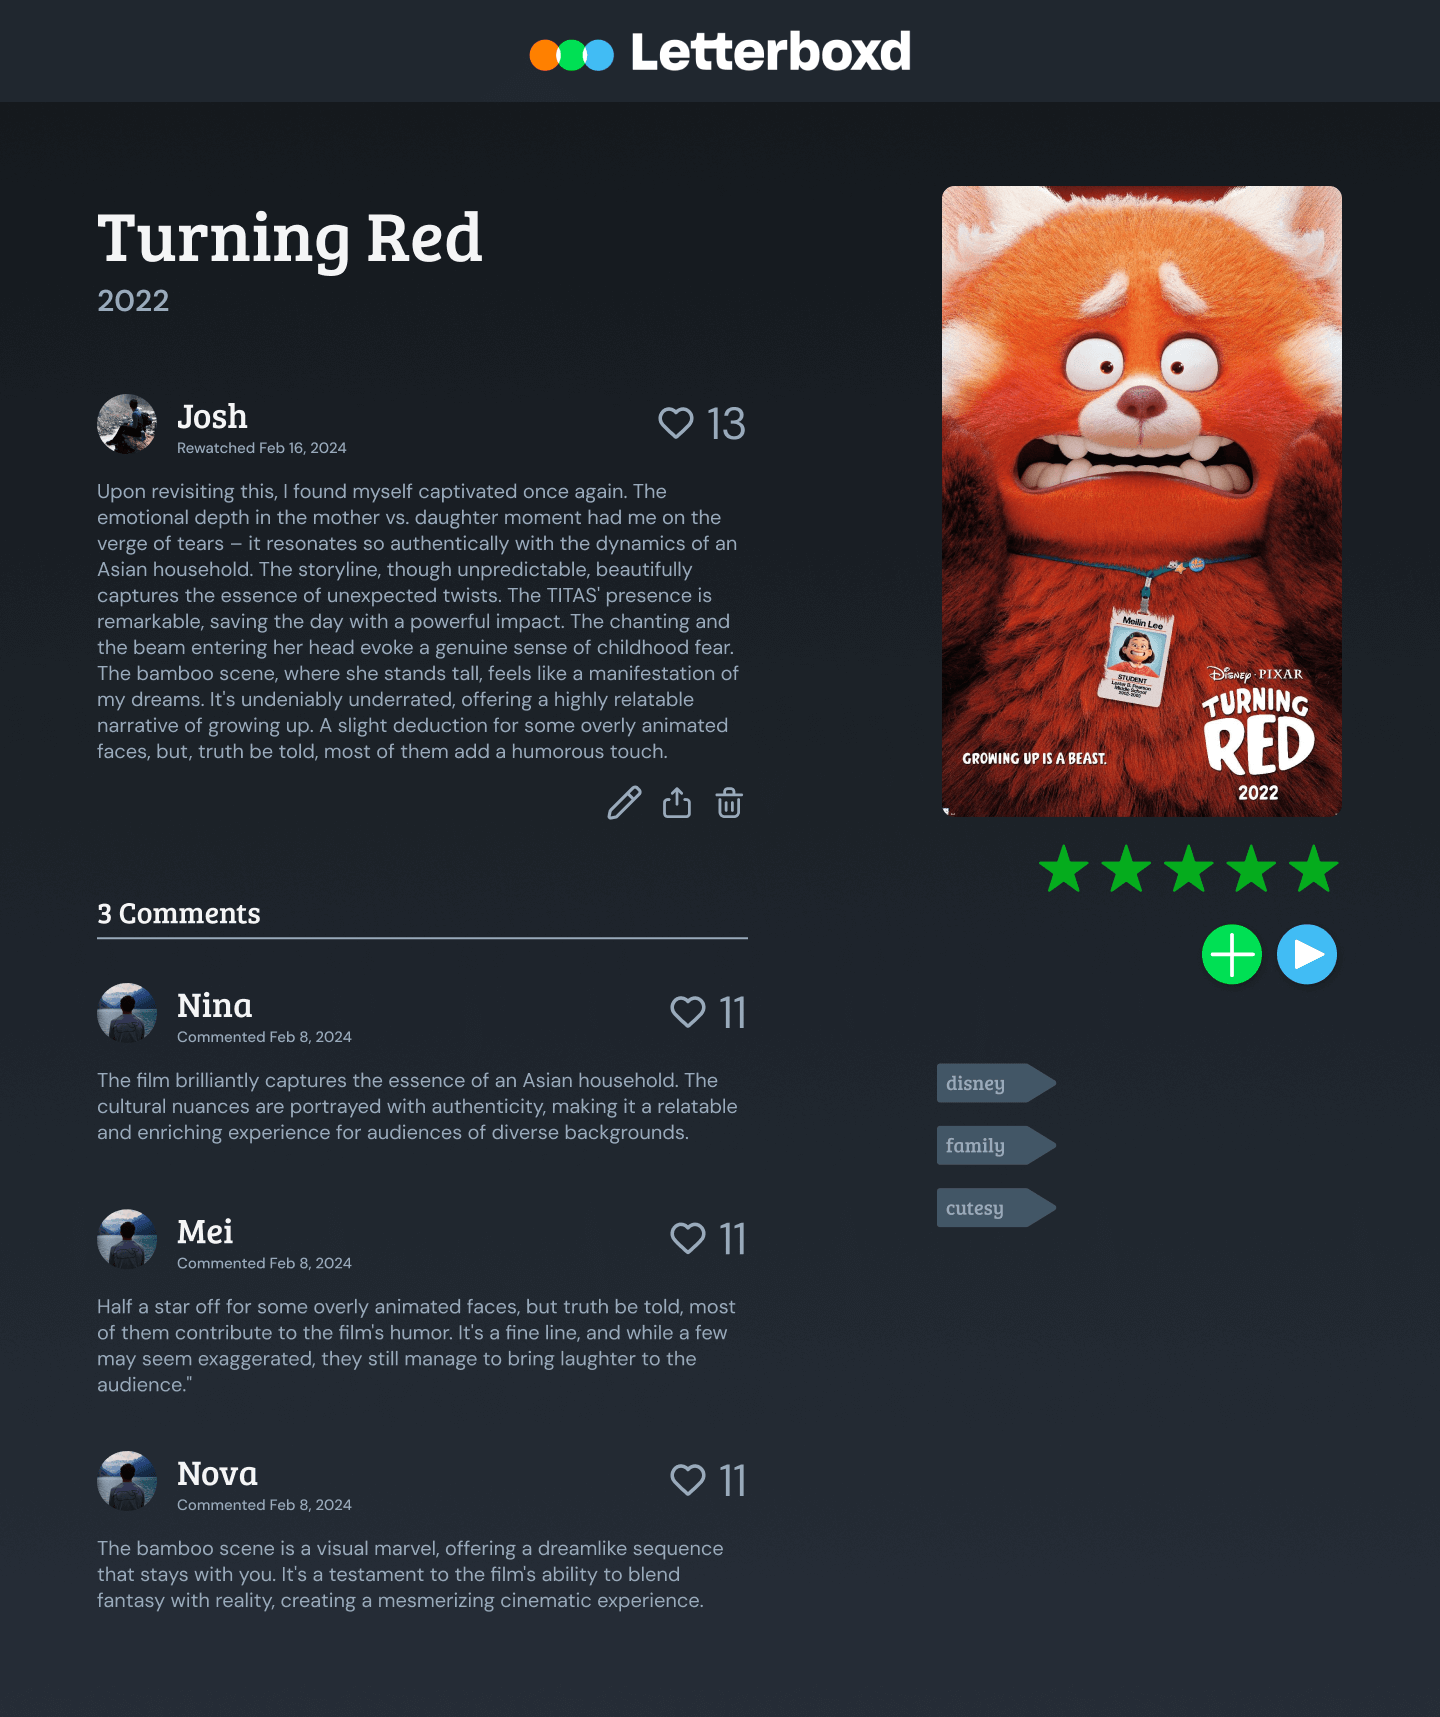 Letterboxd
Turning Red
2022
Josh
Rewatched Feb 16, 2024
13
Upon revisiting this, I found myself captivated once again. The
emotional depth in the mother vs. daughter moment had me on the
verge of tears – it resonates so authentically with the dynamics of an
Asian household. The storyline, though unpredictable, beautifully
captures the essence of unexpected twists. The TITAS' presence is
remarkable, saving the day with a powerful impact. The chanting and
the beam entering her head evoke a genuine sense of childhood fear.
The bamboo scene, where she stands tall, feels like a manifestation of
my dreams. It's undeniably underrated, offering a highly relatable
narrative of growing up. A slight deduction for some overly animated
faces, but, truth be told, most of them add a humorous touch.
3 Comments
Nina
Commented Feb 8, 2024
11
The film brilliantly captures the essence of an Asian household. The
cultural nuances are portrayed with authenticity, making it a relatable
and enriching experience for audiences of diverse backgrounds.
Mei
Commented Feb 8, 2024
11
Half a star off for some overly animated faces, but truth be told, most
of them contribute to the film's humor. It's a fine line, and while a few
may seem exaggerated, they still manage to bring laughter to the
audience."
Nova
Commented Feb 8, 2024
11
The bamboo scene is a visual marvel, offering a dreamlike sequence
that stays with you. It's a testament to the film's ability to blend
fantasy with reality, creating a mesmerizing cinematic experience.
Meilin Lee
STUDENT
Lester B. Pearson
Middle School
DISNEY · PIXAR
TURNING
RED
GROWING UP IS A BEAST.
2022
disney
family
cutesy